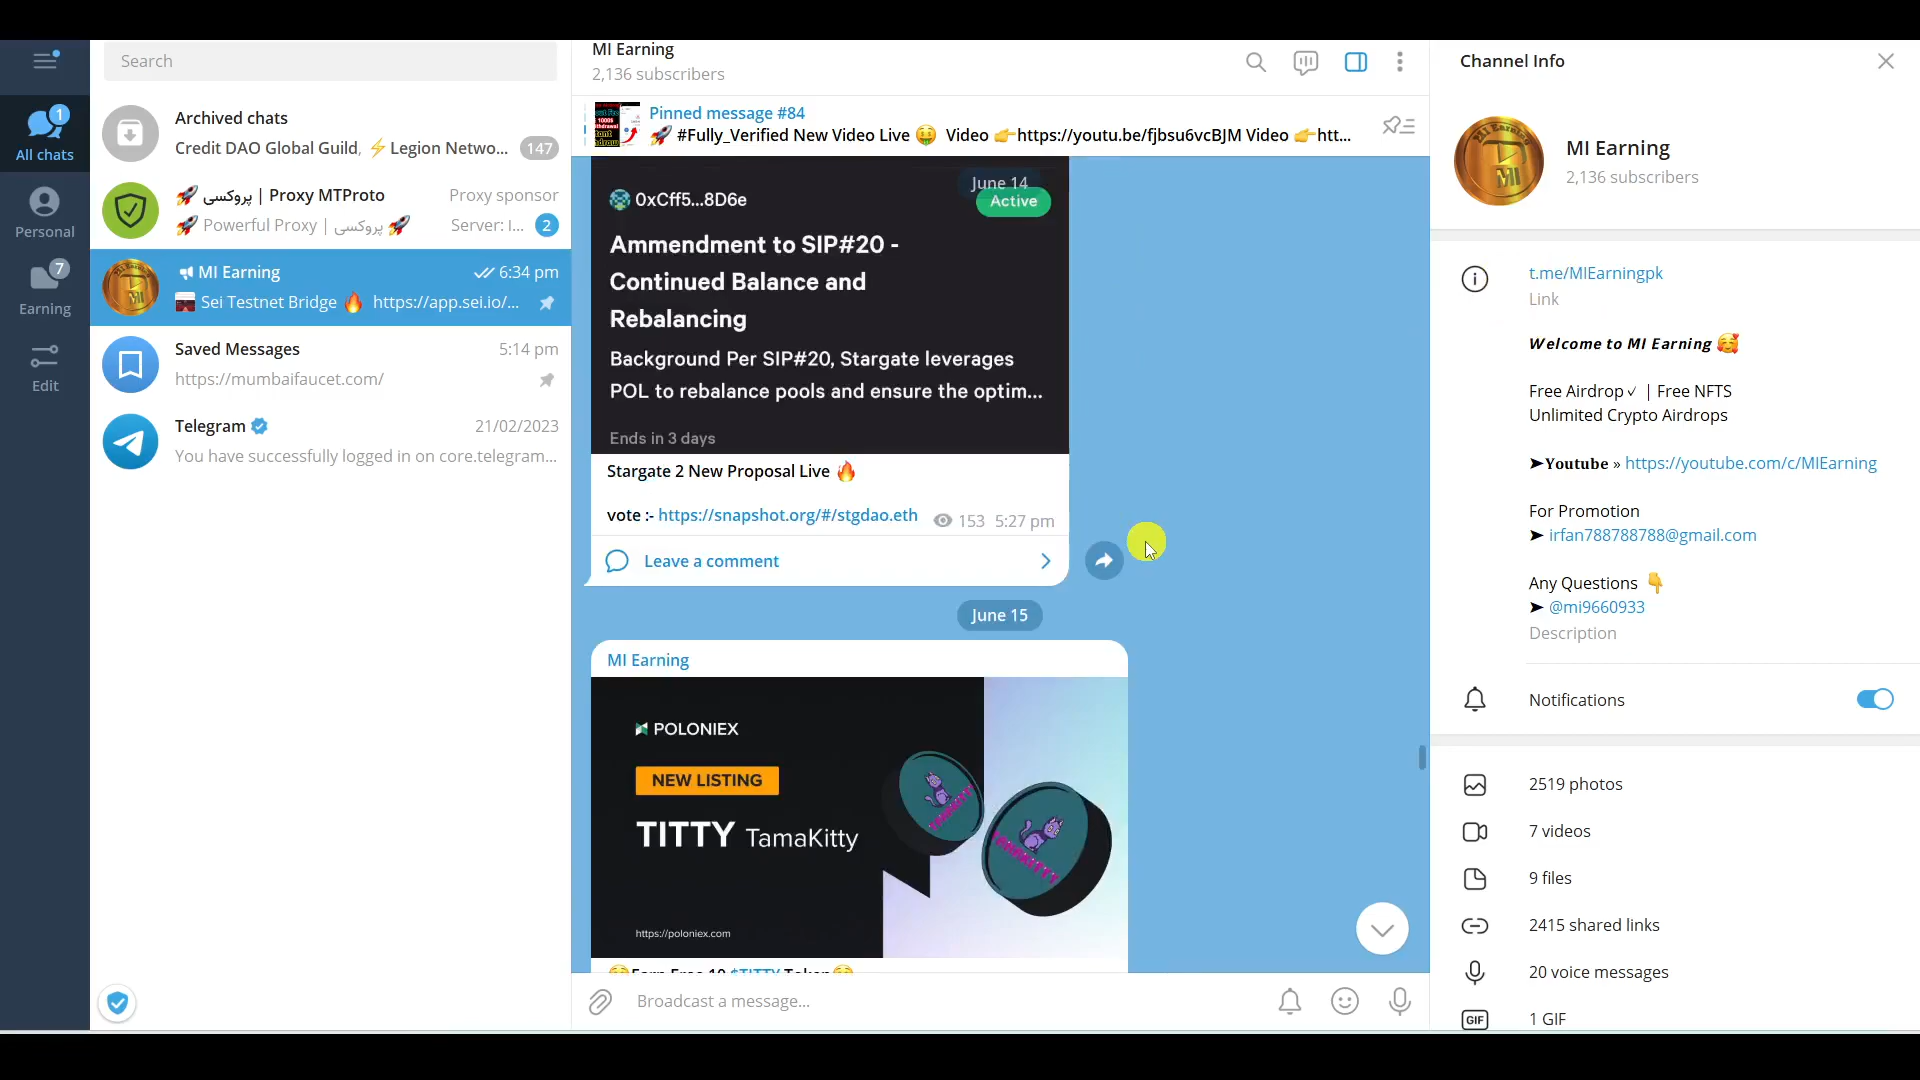 Search
1
All chats
Personal
7
Earning
Edit
Archived chats
Credit DAO Global Guild, ⚡Legion Netwo... 147
🚀 پروکسی | Proxy MTProto Proxy sponsor
🚀 Powerful Proxy | پروکسی 🚀 Server: I... 2
MI Earning 6:34 pm
Sei Testnet Bridge 🔥 https://app.sei.io/...
Saved Messages 5:14 pm
https://mumbaifaucet.com/
Telegram 21/02/2023
You have successfully logged in on core.telegram...
MI Earning
2,136 subscribers
Pinned message #84
🚀 #Fully_Verified New Video Live 🤑 Video 👉https://youtu.be/fjbsu6vcBJM Video 👉htt...
June 14
0xCff5...8D6e
Active
Ammendment to SIP#20 -
Continued Balance and
Rebalancing
Background Per SIP#20, Stargate leverages
POL to rebalance pools and ensure the optim...
Ends in 3 days
Stargate 2 New Proposal Live 🔥
vote :- https://snapshot.org/#/stgdao.eth 153 5:27 pm
Leave a comment
June 15
MI Earning
POLONIEX
NEW LISTING
TITTY TamaKitty
https://poloniex.com
Earn Free 10 $TITTY Token
Broadcast a message...
Channel Info
MI Earning
2,136 subscribers
t.me/MIEarningpk
Link
Welcome to MI Earning 🥰
Free Airdrop✓ | Free NFTS
Unlimited Crypto Airdrops
➤Youtube » https://youtube.com/c/MIEarning
For Promotion
➤ irfan788788788@gmail.com
Any Questions 👇
➤ @mi9660933
Description
Notifications
2519 photos
7 videos
9 files
2415 shared links
20 voice messages
GIF 1 GIF